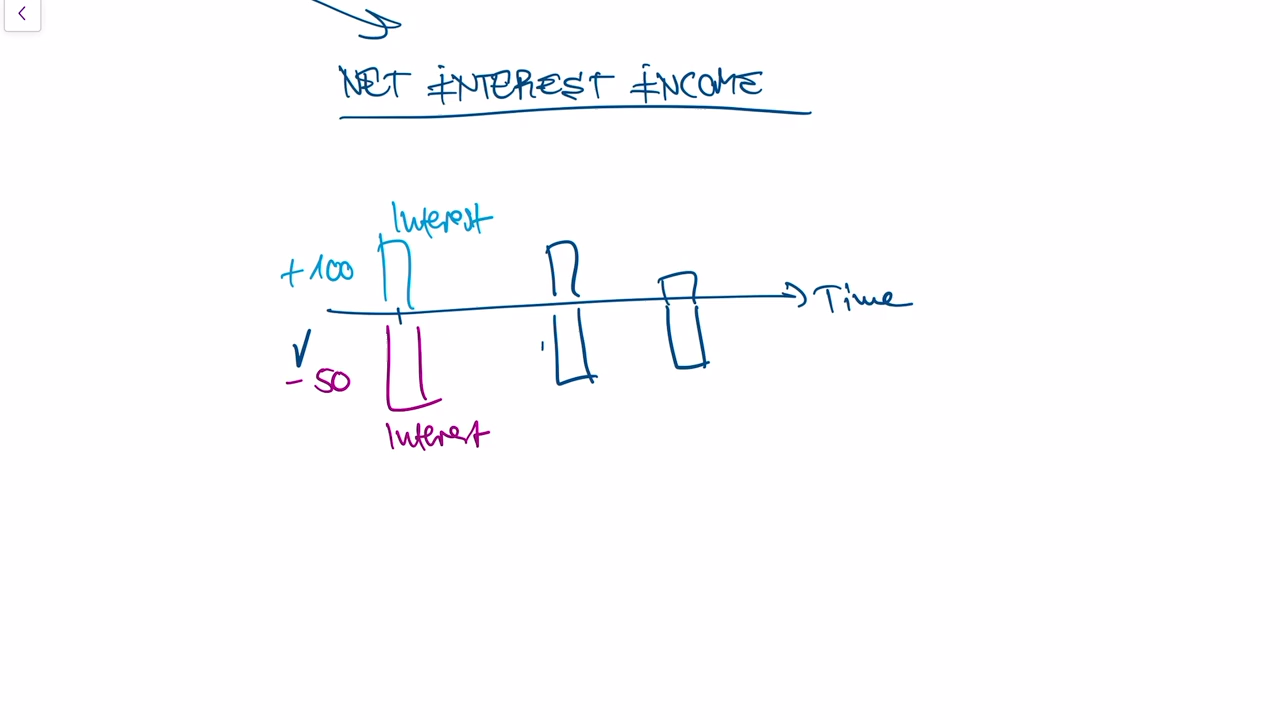 NET INTEREST INCOME
Interest
+100
Time
- 50
Interest